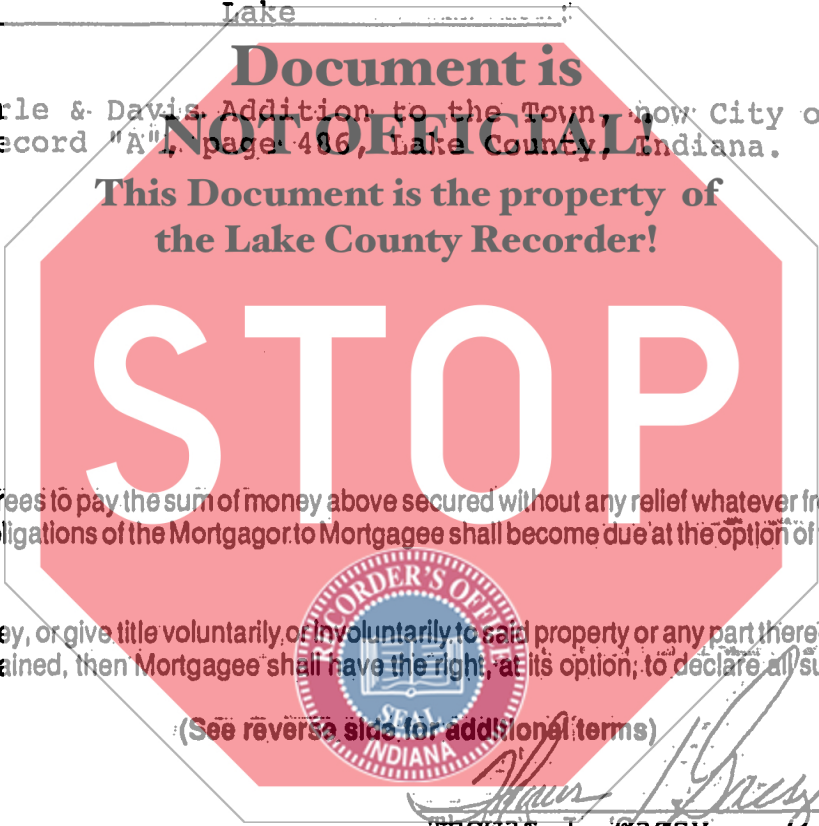 Lake
Document is
rle & Davis Addition to the Town, now City o
NOT OFFICIAL!
ecord "A", page 486, Lake County, Indiana.
This Document is the property of
the Lake County Recorder!
STOP
rees to pay the sum of money above secured without any relief whatever fr
ligations of the Mortgagor to Mortgagee shall become due at the option of
RECORDER'S OFFICE
ey, or give title voluntarily or involuntarily to said property or any part there
ained, then Mortgagee shall have the right, at its option, to declare all su
SEAL
(See reverse side for additional terms)
INDIANA